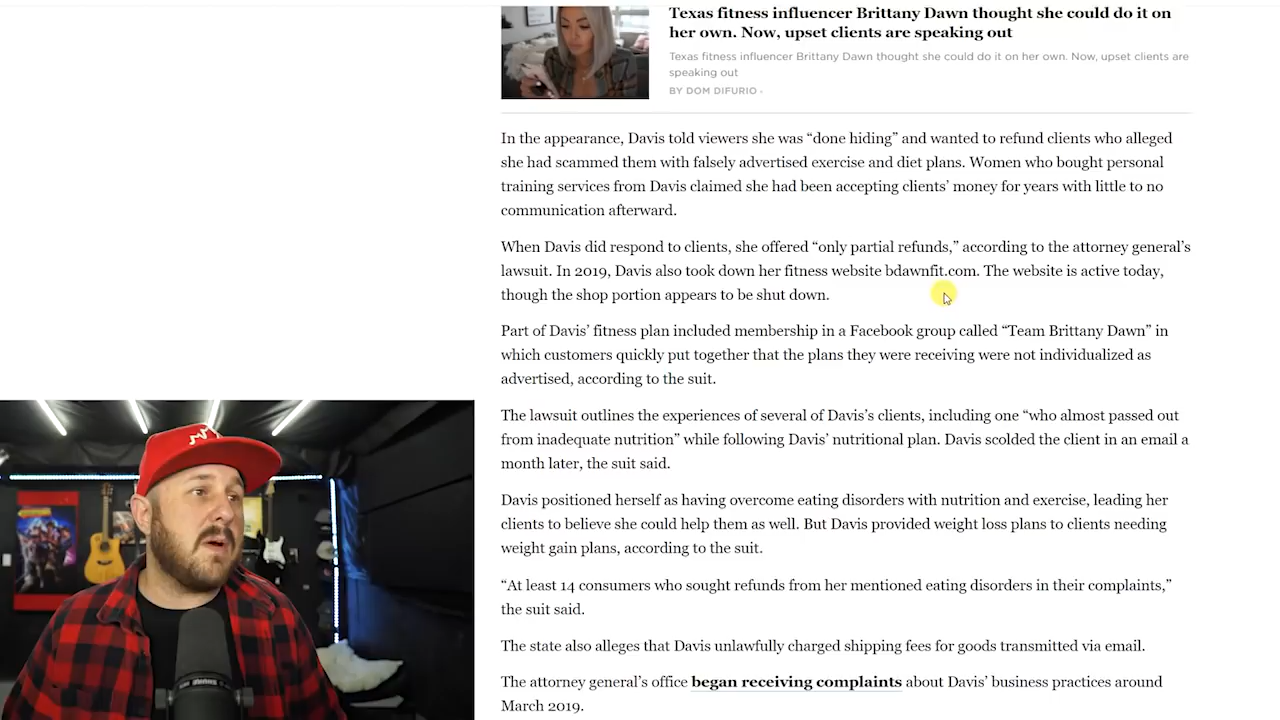 Texas fitness influencer Brittany Dawn thought she could do it on
her own. Now, upset clients are speaking out
Texas fitness influencer Brittany Dawn thought she could do it on her own. Now, upset clients are
speaking out
BY DOM DIFURIO
In the appearance, Davis told viewers she was “done hiding” and wanted to refund clients who alleged
she had scammed them with falsely advertised exercise and diet plans. Women who bought personal
training services from Davis claimed she had been accepting clients’ money for years with little to no
communication afterward.
When Davis did respond to clients, she offered “only partial refunds,” according to the attorney general’s
lawsuit. In 2019, Davis also took down her fitness website bdawnfit.com. The website is active today,
though the shop portion appears to be shut down.
Part of Davis’ fitness plan included membership in a Facebook group called “Team Brittany Dawn” in
which customers quickly put together that the plans they were receiving were not individualized as
advertised, according to the suit.
The lawsuit outlines the experiences of several of Davis’s clients, including one “who almost passed out
from inadequate nutrition” while following Davis’ nutritional plan. Davis scolded the client in an email a
month later, the suit said.
Davis positioned herself as having overcome eating disorders with nutrition and exercise, leading her
clients to believe she could help them as well. But Davis provided weight loss plans to clients needing
weight gain plans, according to the suit.
“At least 14 consumers who sought refunds from her mentioned eating disorders in their complaints,”
the suit said.
The state also alleges that Davis unlawfully charged shipping fees for goods transmitted via email.
The attorney general’s office began receiving complaints about Davis’ business practices around
March 2019.